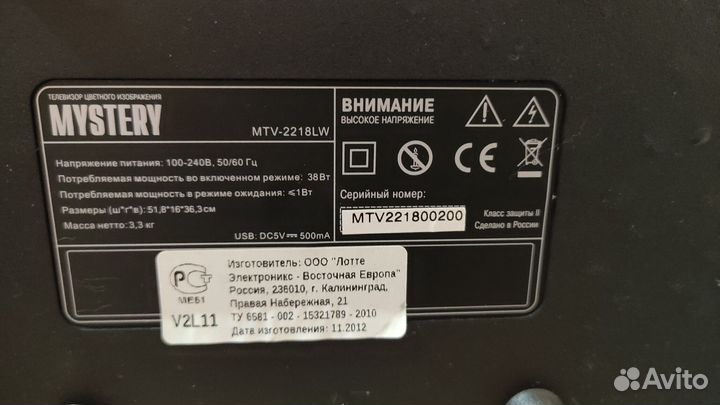 ТЕЛЕВИЗОР ЦВЕТНОГО ИЗОБРАЖЕНИЯ
MYSTERY
MTV-2218LW
Напряжение питания: 100-240В, 50/60 Гц
Потребляемая мощность во включенном режиме: 38Вт
Потребляемая мощность в режиме ожидания: ⩽1Вт
Размеры (ш*г*в): 51,8*16*36,3см
Масса нетто: 3,3 кг
USB: DC5V⎓ 500mA
ВНИМАНИЕ
ВЫСОКОЕ НАПРЯЖЕНИЕ
CE
Серийный номер:
MTV221800200
Класс защиты II
Сделано в России
РСТ
МЕ61
V2L11
Изготовитель: ООО "Лотте
Электроникс - Восточная Европа"
Россия, 236010, г. Калининград,
Правая Набережная, 21
ТУ 6581 - 002 - 15321789 - 2010
Дата изготовления: 11.2012
Avito